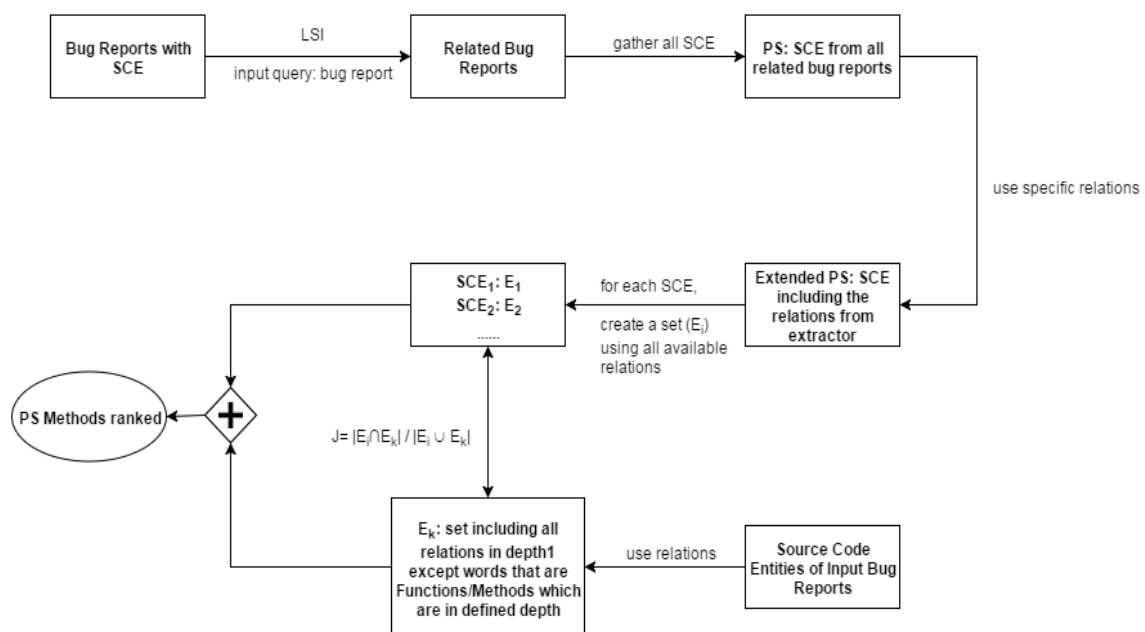 Bug Reports with
SCE
LSI
input query: bug report
Related Bug
Reports
gather all SCE
PS: SCE from all
related bug reports
use specific relations
Extended PS: SCE
including the
relations from
extractor
for each SCE,
create a set (Eᵢ)
using all available
relations
SCE₁: E₁
SCE₂: E₂
......
PS Methods ranked
+
J= |Eᵢ∩Eₖ| / |Eᵢ ∪ Eₖ|
Eₖ: set including all
relations in depth1
except words that are
Functions/Methods which
are in defined depth
use relations
Source Code
Entities of Input Bug
Reports